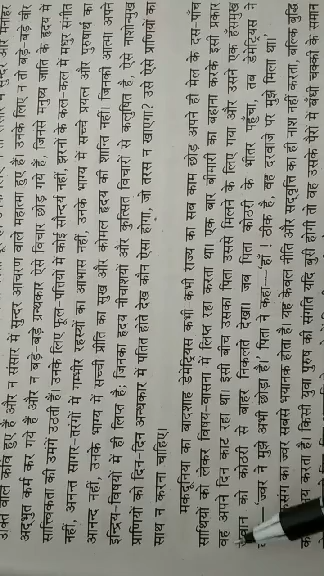 उक्ति वाले कवि हुए हैं और न संसार में सुन्दर आचरण वाले महात्मा हुए हैं। उनके लिए न तो बड़े-बड़े वीर
अद्भुत कर्म कर गये हैं और न बड़े-बड़े ग्रन्थकार ऐसे विचार छोड़ गये हैं, जिनसे मनुष्य जाति के हृदय में
सात्त्विकता की उमंगें उठती हैं। उनके लिए फूल-पत्तियों में कोई सौन्दर्य नहीं, झरनों के कल-कल में मधुर संगीत
नहीं, अनन्त सागर-तरंगों में गम्भीर रहस्यों का आभास नहीं, उनके भाग्य में सच्चे प्रयत्न और पुरुषार्थ का
आनन्द नहीं, उनके भाग्य में सच्ची प्रीति का सुख और कोमल हृदय की शान्ति नहीं। जिनकी आत्मा अपने
इन्द्रिय-विषयों में ही लिप्त है; जिनका हृदय नीचाशयों और कुत्सित विचारों से कलुषित है, ऐसे नाशोन्मुख
प्राणियों को दिन-दिन अन्धकार में पतित होते देख कौन ऐसा होगा, जो तरस न खाएगा? उसे ऐसे प्राणियों का
साथ न करना चाहिए।
मकदूनिया का बादशाह डेमेट्रियस कभी-कभी राज्य का सब काम छोड़ अपने ही मेल के दस-पाँच
साथियों को लेकर विषय-वासना में लिप्त रहा करता था। एक बार बीमारी का बहाना करके इसी प्रकार
वह अपने दिन काट रहा था। इसी बीच उसका पिता उससे मिलने के लिए गया और उसने एक हँसमुख
को कोठरी से बाहर निकलते देखा। जब पिता कोठरी के भीतर पहुँचा, तब डेमेट्रियस ने
ज्वर ने मुझे अभी छोड़ा है।' पिता ने कहा—'हाँ ! ठीक है, वह दरवाजे पर मुझे मिला था।'
का ज्वर सबसे भयानक होता है। यह केवल नीति और सद्वृत्ति का ही नाश नहीं करता, बल्कि बुद्धि
करता है। किसी युवा पुरुष की संगति यदि बुरी होगी तो वह उसके पैरों में बँधी चक्की के समान